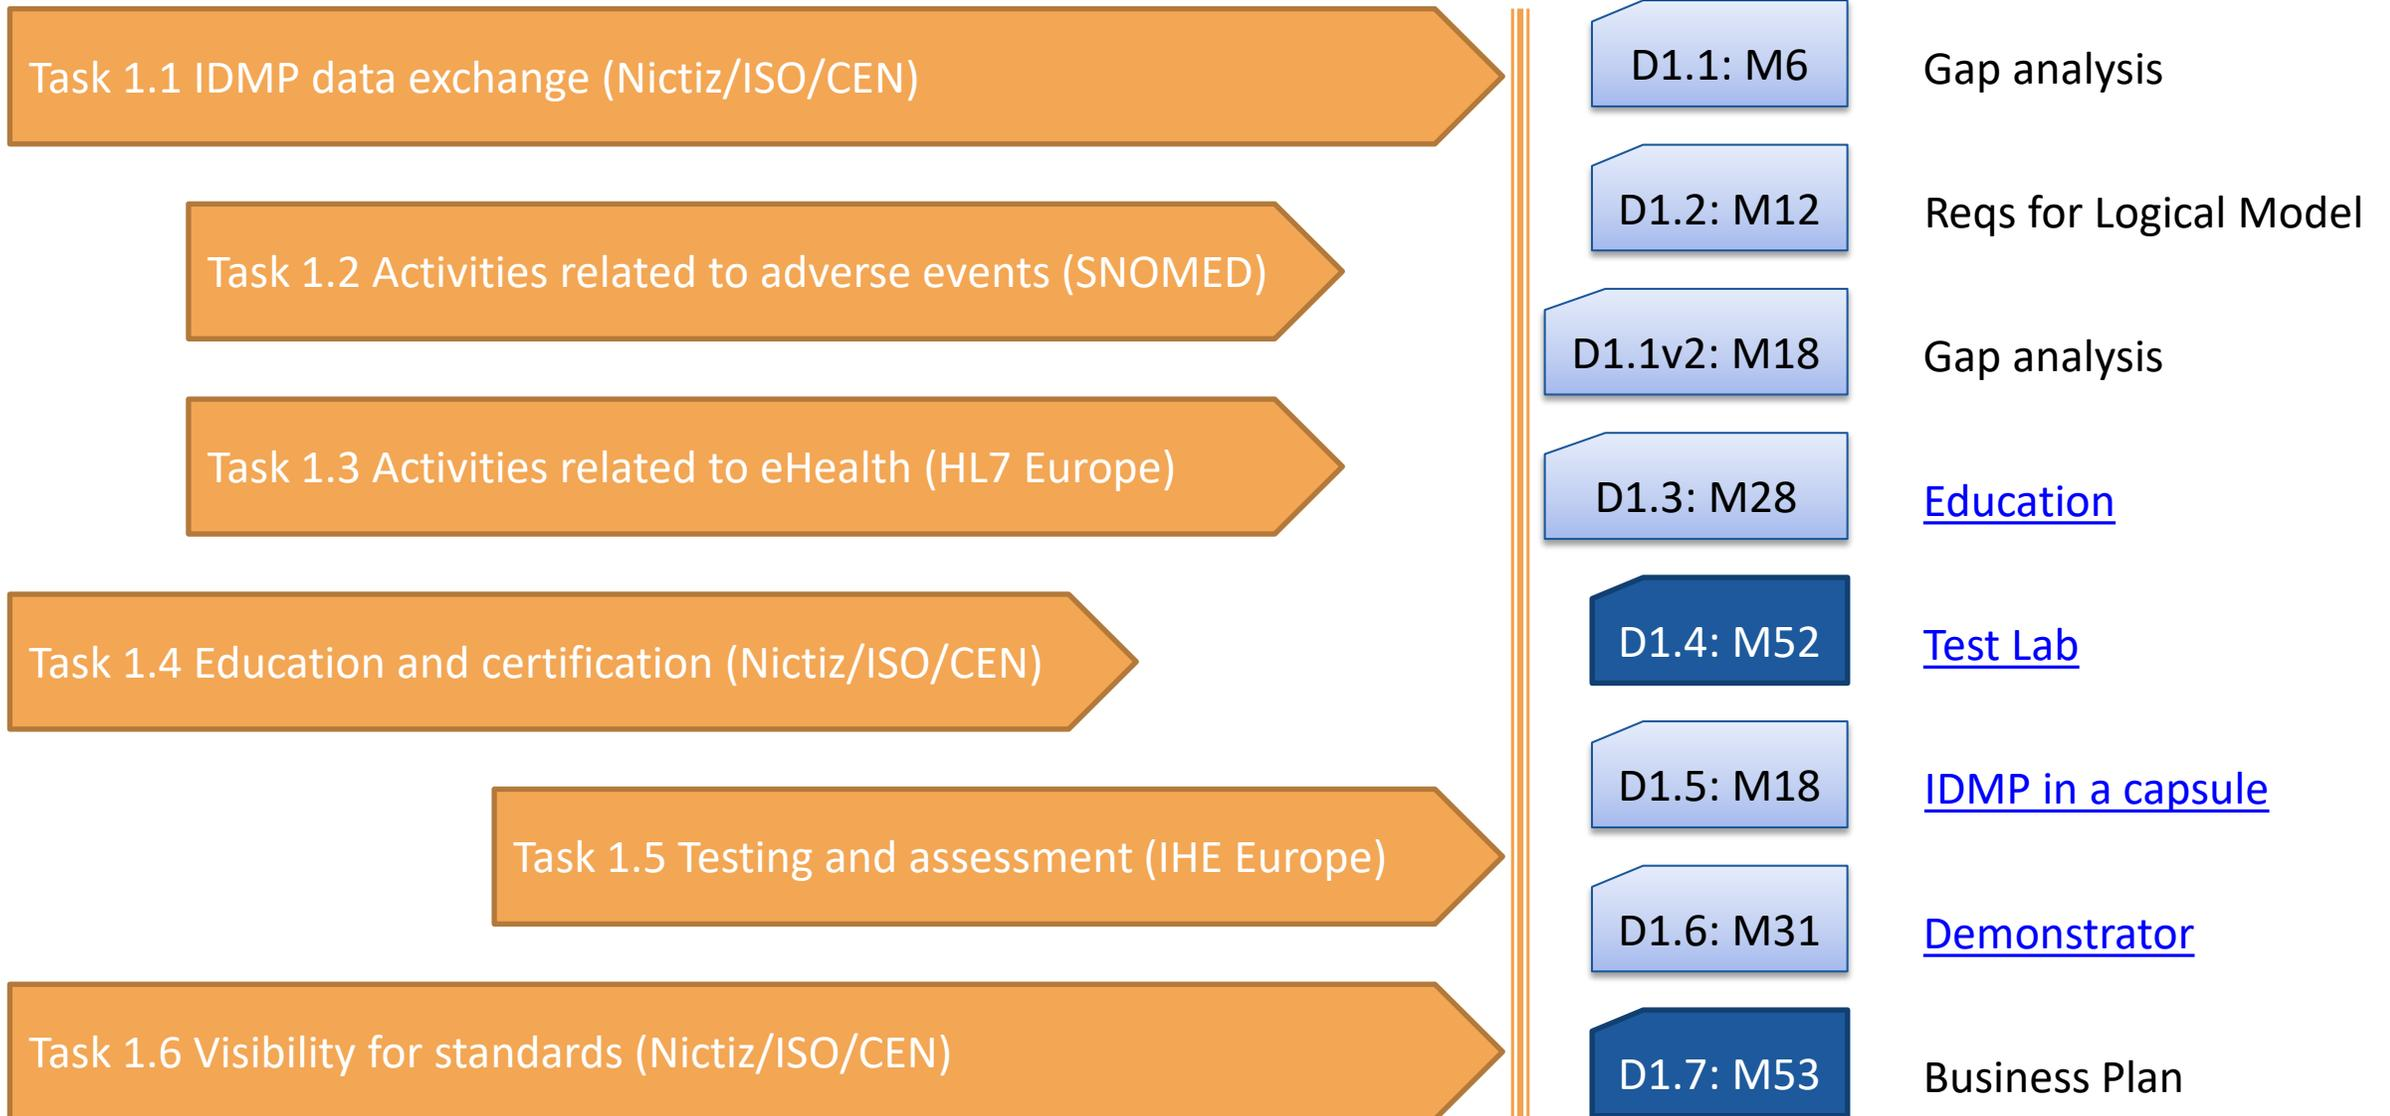 Task 1.1 IDMP data exchange (Nictiz/ISO/CEN)
Task 1.2 Activities related to adverse events (SNOMED)
Task 1.3 Activities related to eHealth (HL7 Europe)
Task 1.4 Education and certification (Nictiz/ISO/CEN)
Task 1.5 Testing and assessment (IHE Europe)
Task 1.6 Visibility for standards (Nictiz/ISO/CEN)
D1.1: M6 Gap analysis
D1.2: M12 Reqs for Logical Model
D1.1v2: M18 Gap analysis
D1.3: M28 Education
D1.4: M52 Test Lab
D1.5: M18 IDMP in a capsule
D1.6: M31 Demonstrator
D1.7: M53 Business Plan